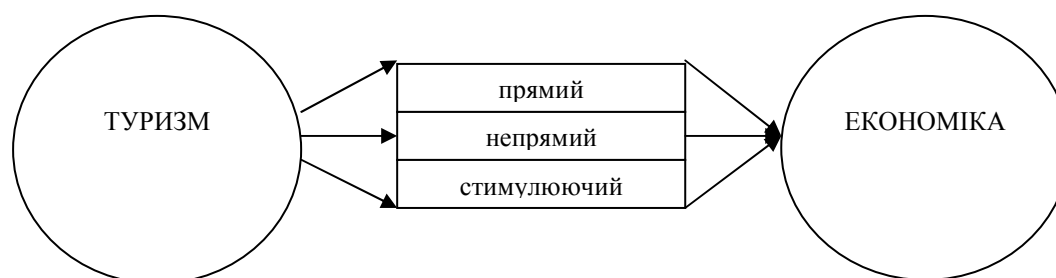 ТУРИЗМ
прямий
непрямий
стимулюючий
ЕКОНОМІКА